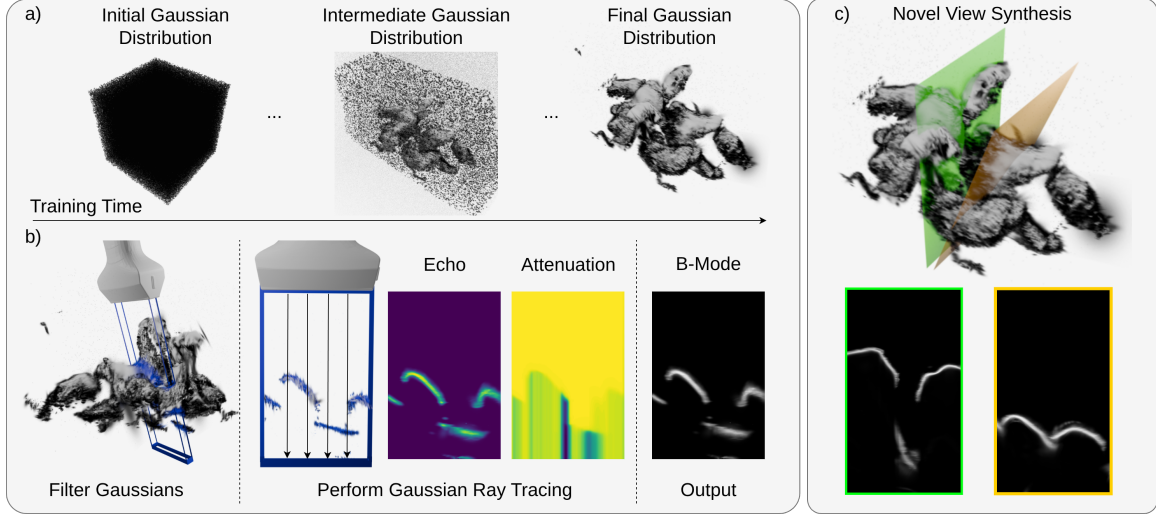 a)
Initial Gaussian
Distribution
Intermediate Gaussian
Distribution
Final Gaussian
Distribution
...
...
Training Time
b)
Echo
Attenuation
B-Mode
Filter Gaussians
Perform Gaussian Ray Tracing
Output
c)
Novel View Synthesis